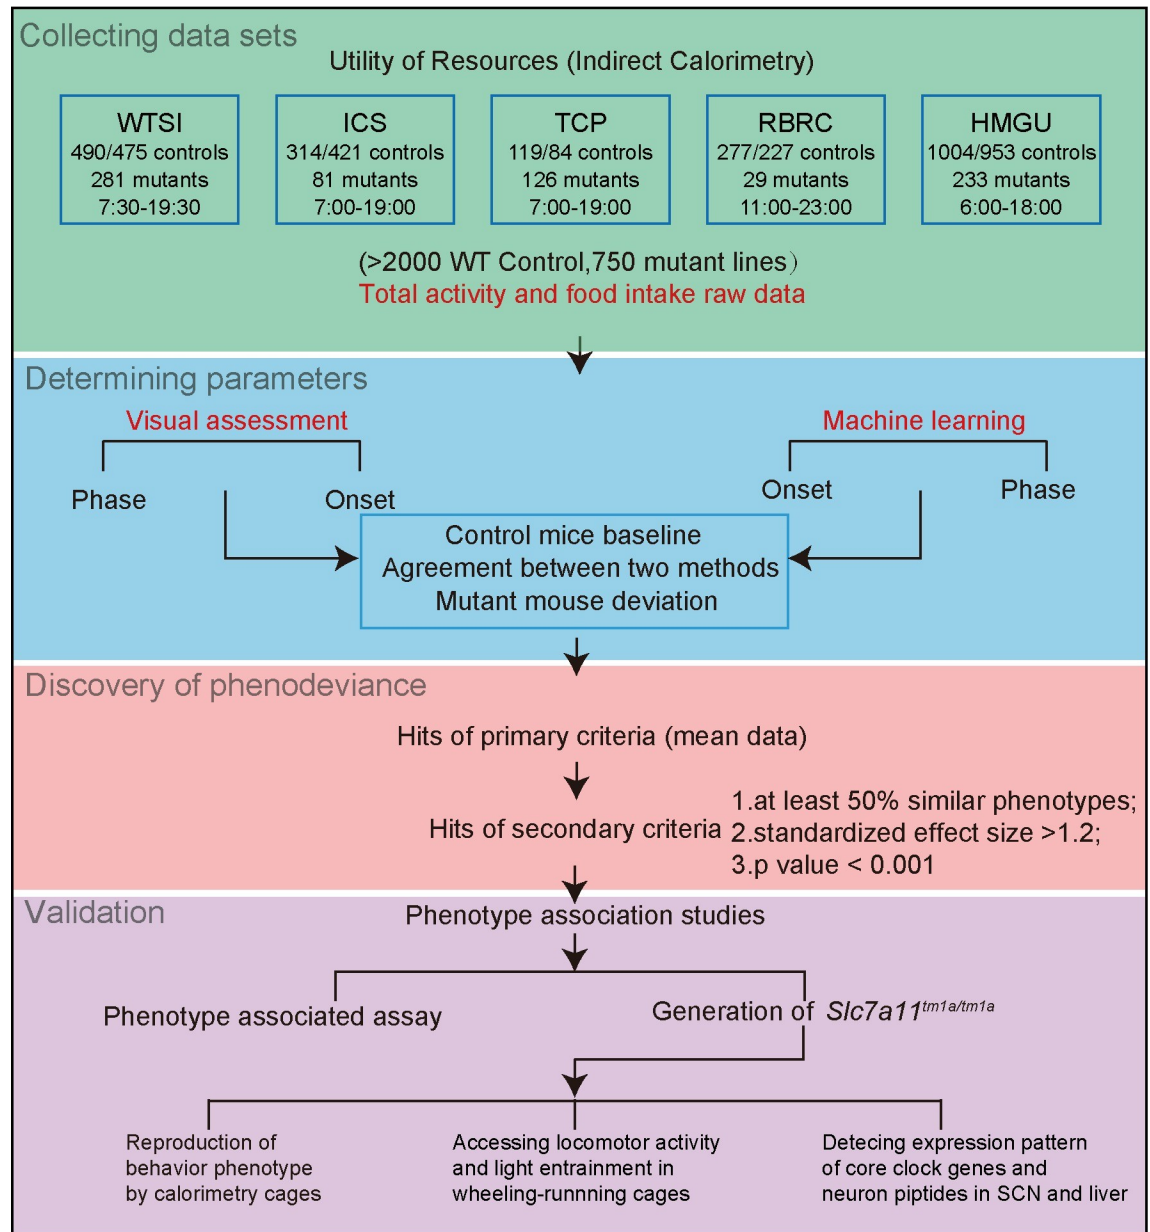 Collecting data sets
Utility of Resources (Indirect Calorimetry)
WTSI
490/475 controls
281 mutants
7:30-19:30
ICS
314/421 controls
81 mutants
7:00-19:00
TCP
119/84 controls
126 mutants
7:00-19:00
RBRC
277/227 controls
29 mutants
11:00-23:00
HMGU
1004/953 controls
233 mutants
6:00-18:00
(>2000 WT Control,750 mutant lines）
Total activity and food intake raw data
Determining parameters
Visual assessment
Phase
Onset
Machine learning
Onset
Phase
Control mice baseline
Agreement between two methods
Mutant mouse deviation
Discovery of phenodeviance
Hits of primary criteria (mean data)
Hits of secondary criteria
1.at least 50% similar phenotypes;
2.standardized effect size >1.2;
3.p value < 0.001
Validation
Phenotype association studies
Phenotype associated assay
Generation of Slc7a11tm1a/tm1a
Reproduction of
behavior phenotype
by calorimetry cages
Accessing locomotor activity
and light entrainment in
wheeling-runnning cages
Detecing expression pattern
of core clock genes and
neuron piptides in SCN and liver